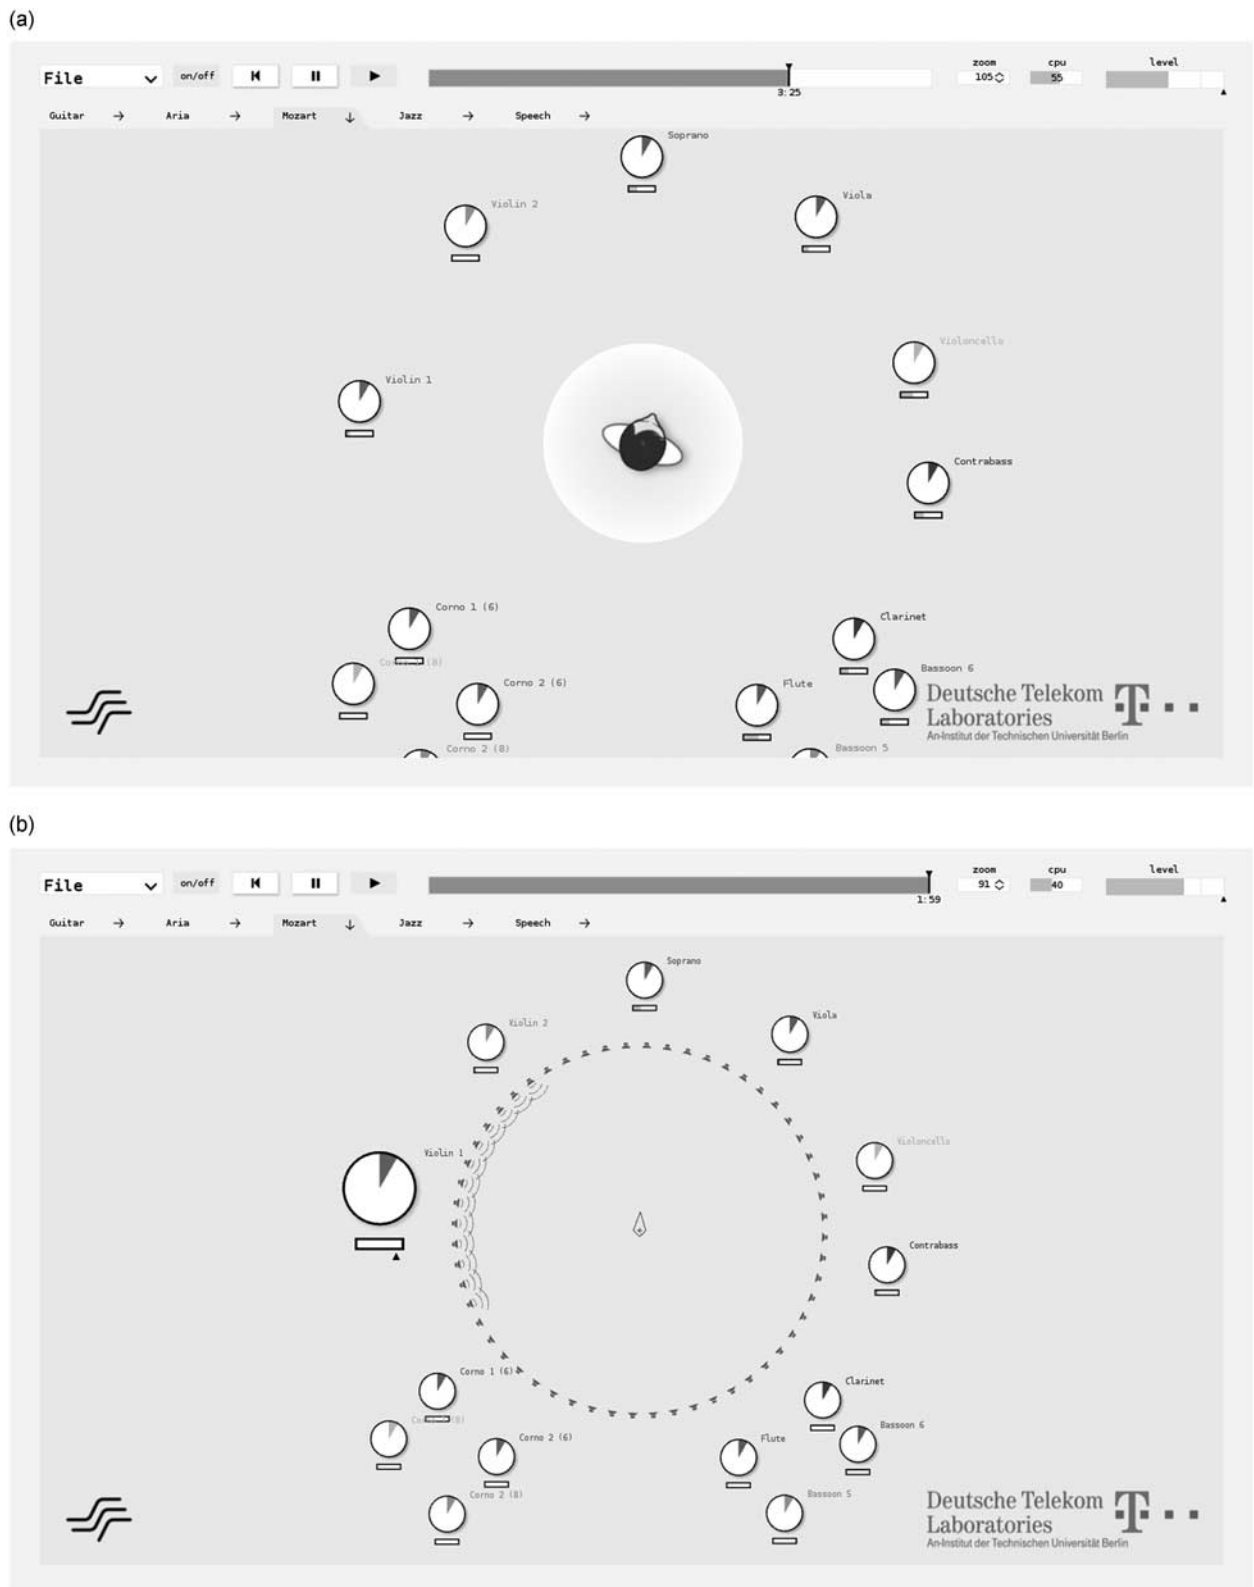 (a)
File on/off zoom cpu level
105 55
3:25
Guitar → Aria → Mozart ↓ Jazz → Speech →
Soprano
Viola
Violin 2
Violoncello
Violin 1
Contrabass
Corno 1 (6)
Clarinet
(8)
Bassoon 6
Corno 2 (6)
Flute
Deutsche Telekom T
Laboratories
An-Institut der Technischen Universität Berlin
Corno 2 (8)
Bassoon 5
(b)
File on/off zoom cpu level
91 40
1:59
Guitar → Aria → Mozart ↓ Jazz → Speech →
Soprano
Viola
Violin 2
Violoncello
Violin 1
Contrabass
Corno 1 (6)
Clarinet
(8)
Bassoon 6
Corno 2 (6)
Flute
Corno 2 (8)
Bassoon 5
Deutsche Telekom T
Laboratories
An-Institut der Technischen Universität Berlin